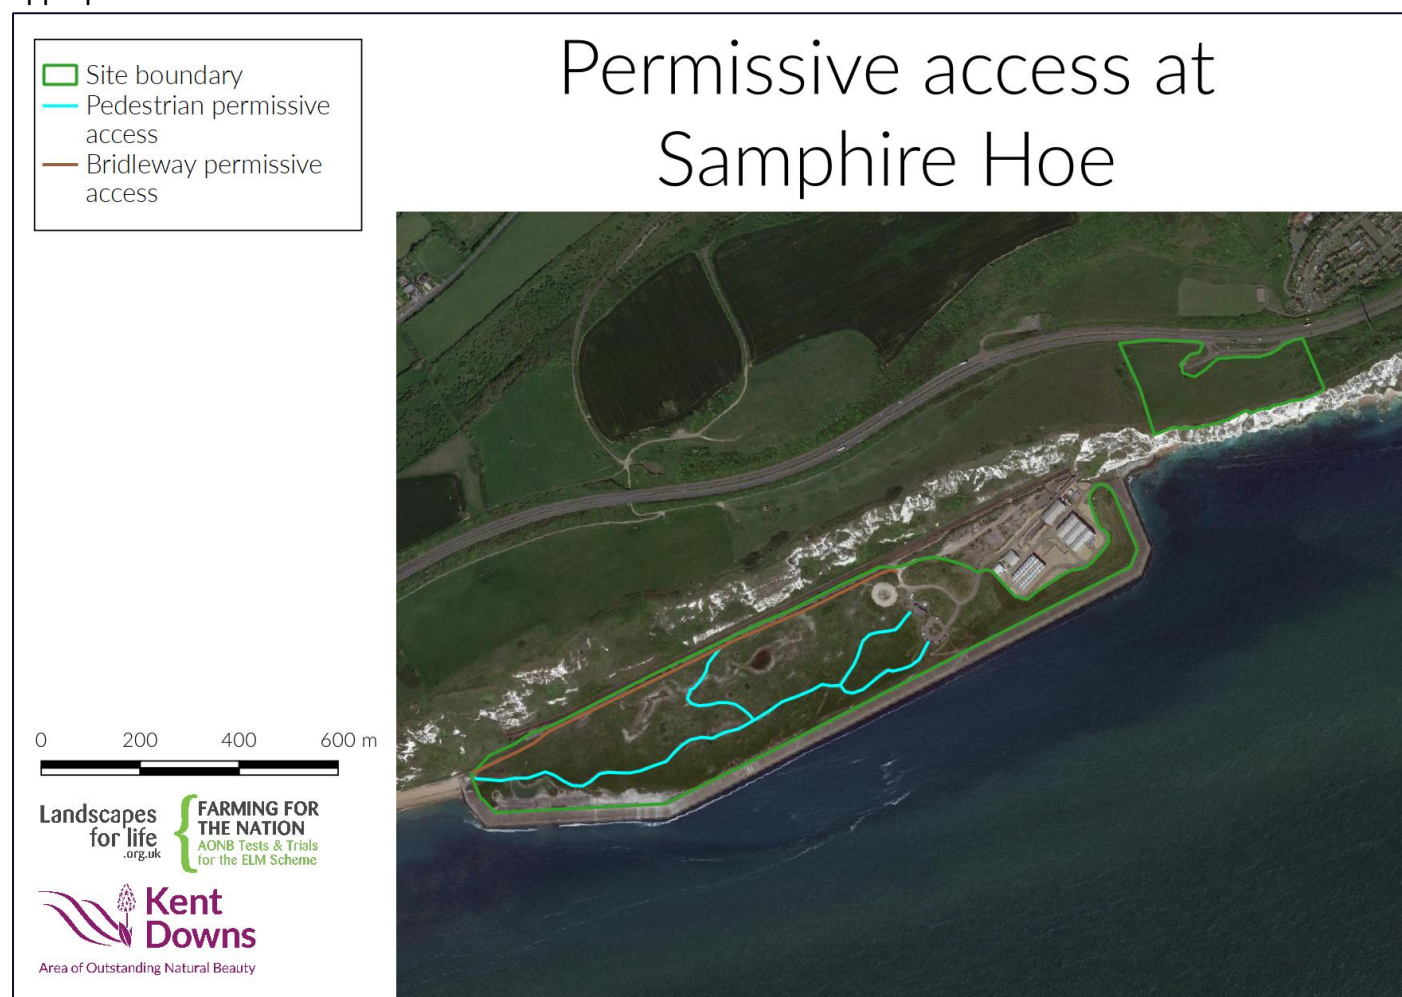 Permissive access at
Samphire Hoe
Site boundary
Pedestrian permissive
access
Bridleway permissive
access
0 200 400 600 m
Landscapes
for life
.org.uk
FARMING FOR
THE NATION
AONB Tests & Trials
for the ELM Scheme
Kent
Downs
Area of Outstanding Natural Beauty